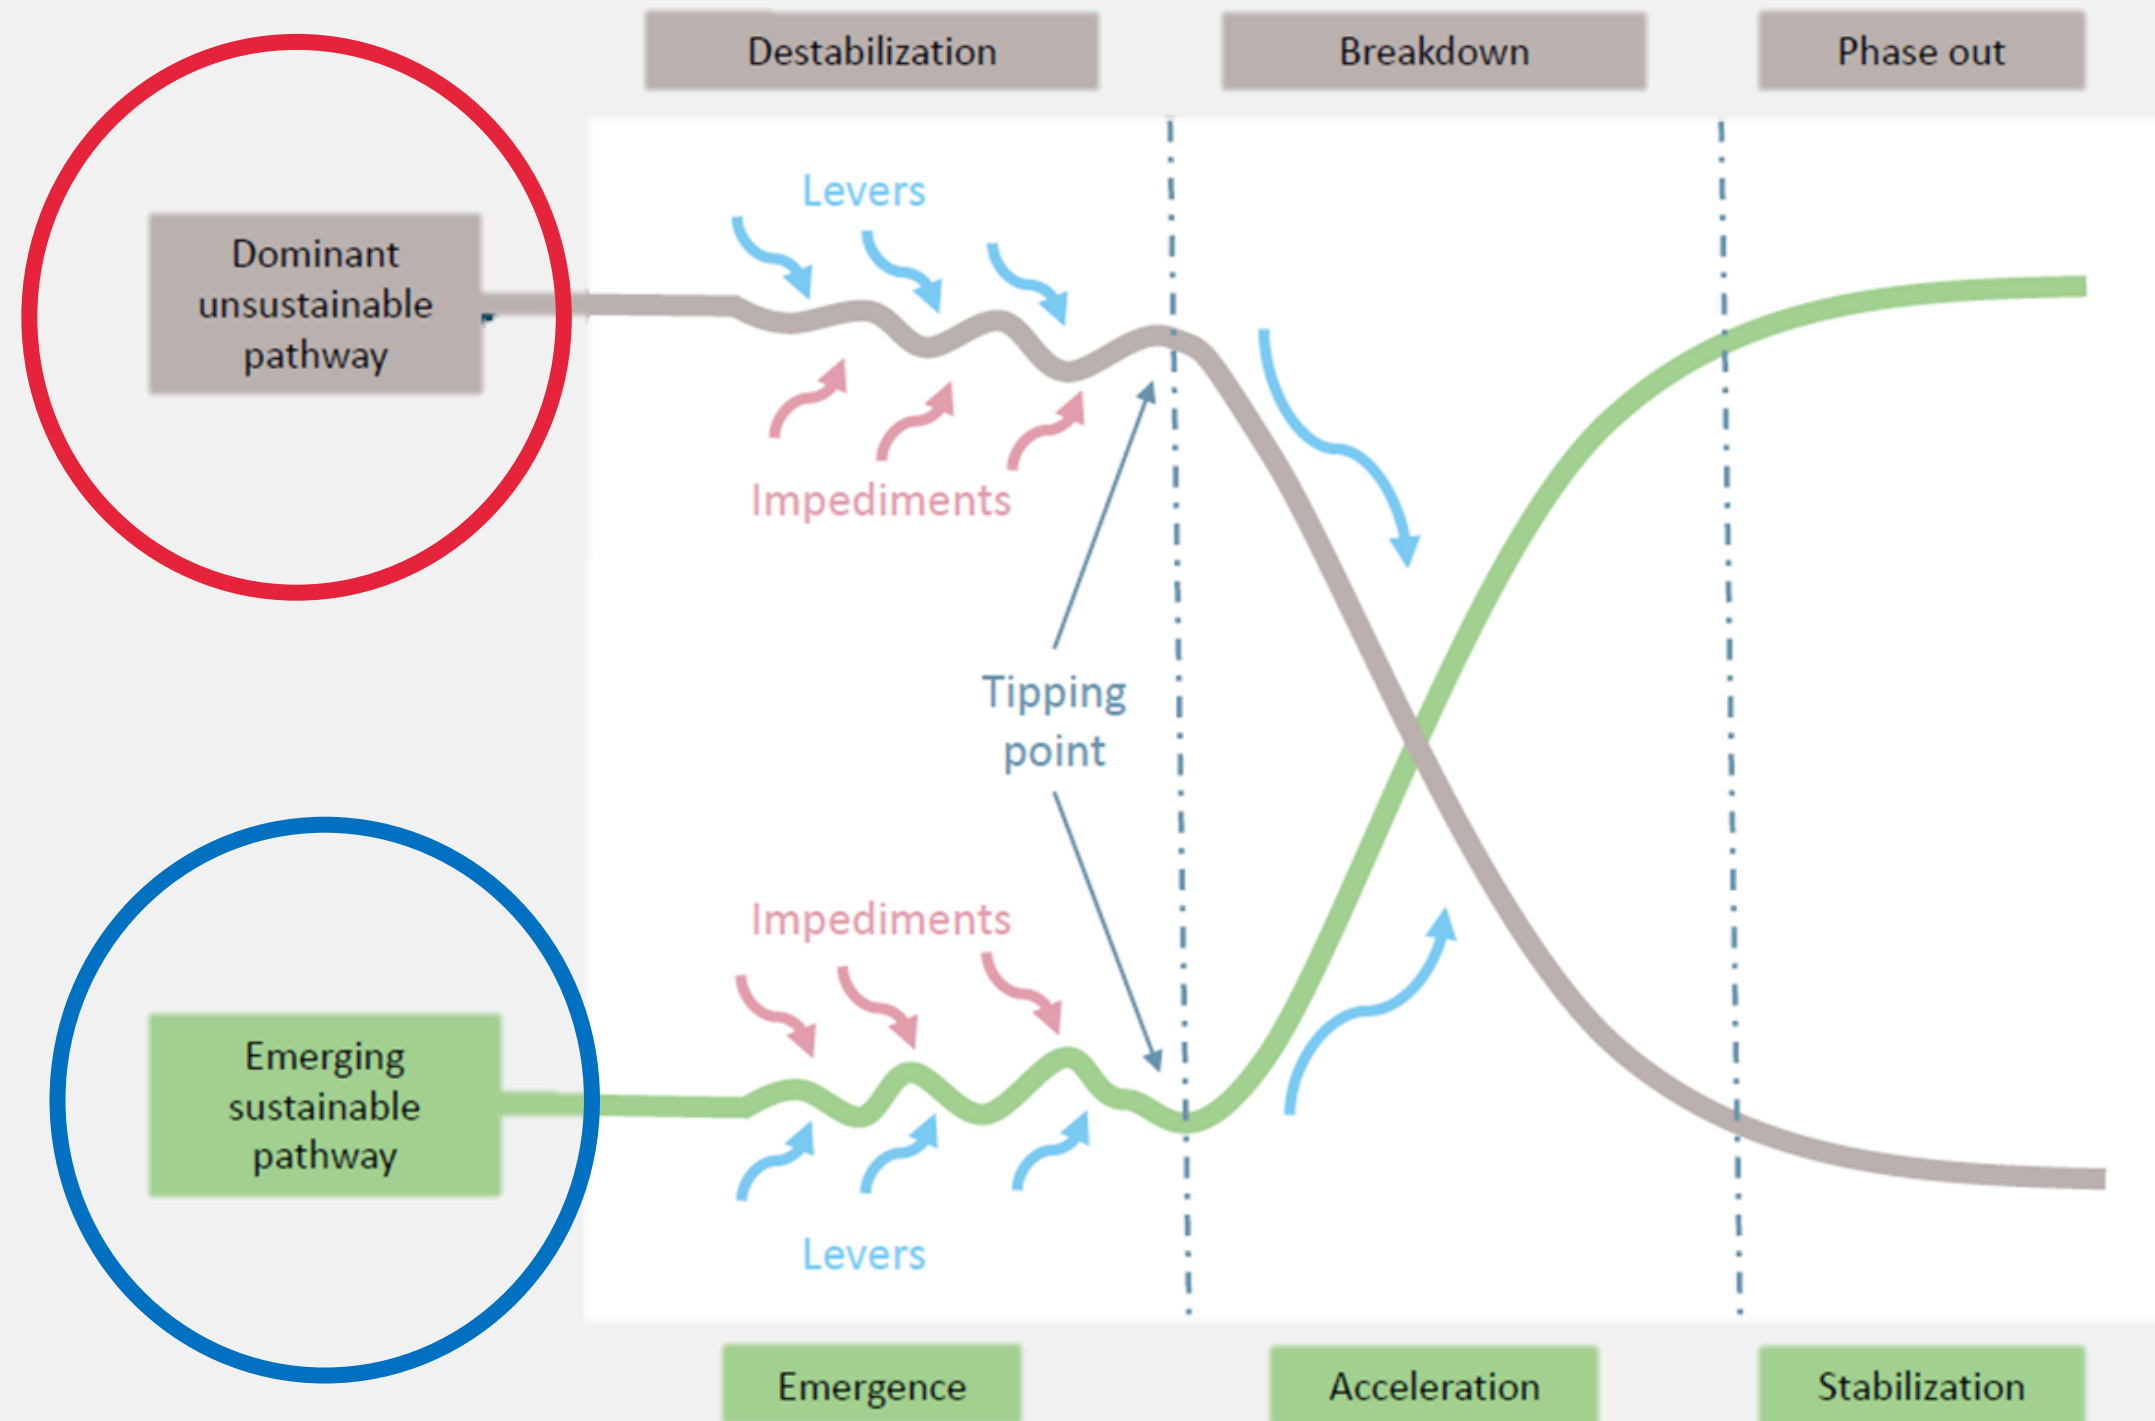 Destabilization
Breakdown
Phase out
Levers
Dominant
unsustainable
pathway
Impediments
Tipping
point
Impediments
Emerging
sustainable
pathway
Levers
Emergence
Acceleration
Stabilization